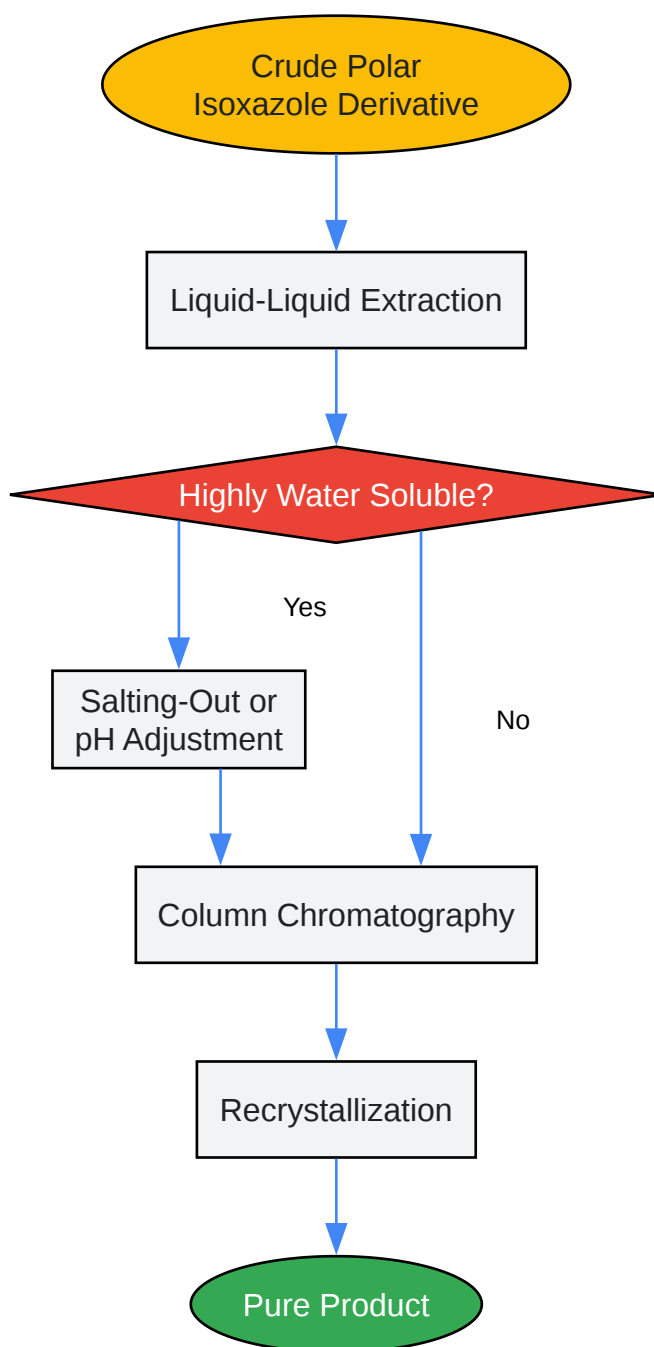 Crude Polar
Isoxazole Derivative
Liquid-Liquid Extraction
Highly Water Soluble?
Yes
Salting-Out or
pH Adjustment
No
Column Chromatography
Recrystallization
Pure Product